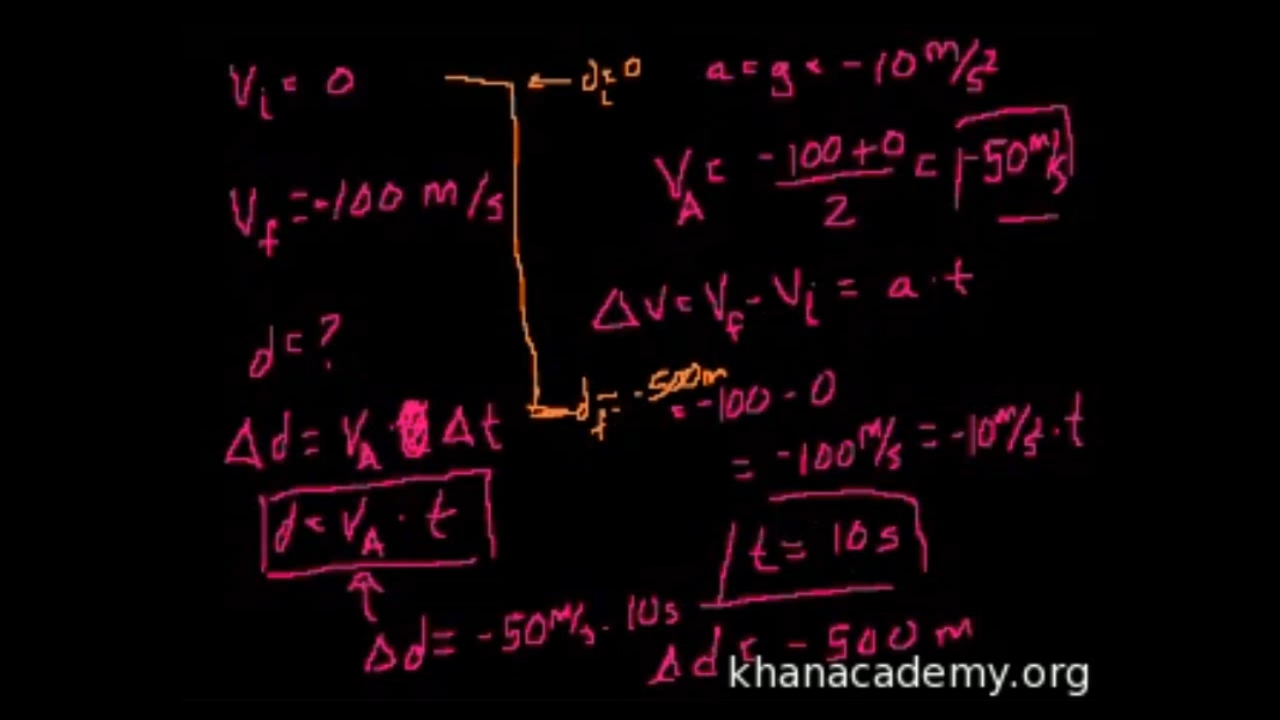 Vi = 0
di = 0
a = g = -10 m/s²
VA = (-100 + 0)/2 = -50 m/s
Vf = -100 m/s
ΔV = Vf - Vi = a · t
d = ?
df = -500m
= -100 - 0
Δd = VA · Δt
= -100 m/s = -10 m/s² · t
d = VA · t
t = 10 s
Δd = -50 m/s · 10s
Δd = -500 m
khanacademy.org